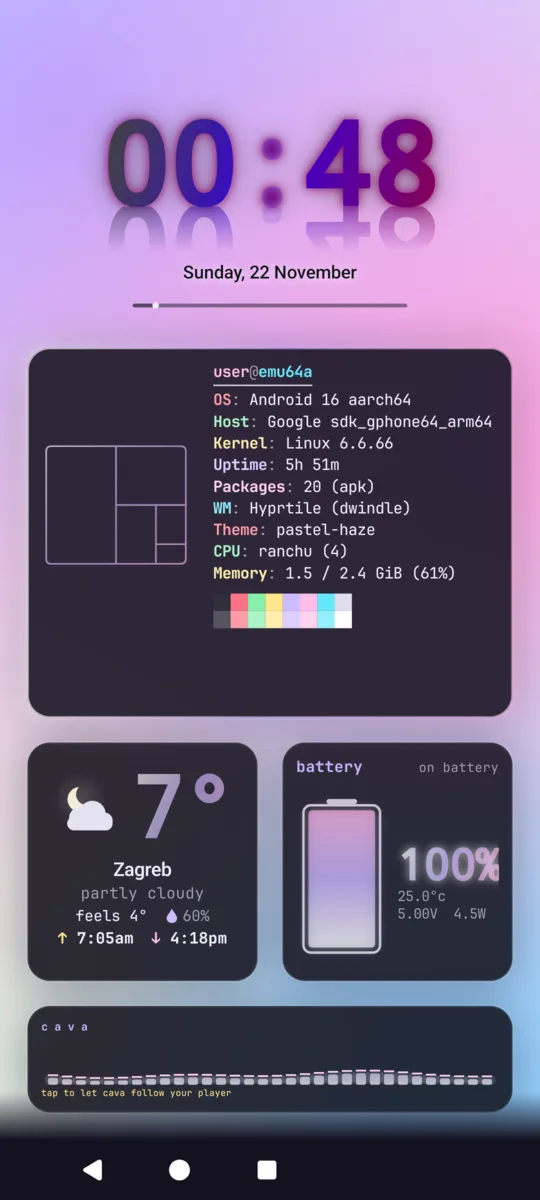 00:48
Sunday, 22 November
user@emu64a
OS: Android 16 aarch64
Host: Google sdk_gphone64_arm64
Kernel: Linux 6.6.66
Uptime: 5h 51m
Packages: 20 (apk)
WM: Hyprtile (dwindle)
Theme: pastel-haze
CPU: ranchu (4)
Memory: 1.5 / 2.4 GiB (61%)
7°
Zagreb
partly cloudy
feels 4° 60%
↑ 7:05am ↓ 4:18pm
battery on battery
100%
25.0°c
5.00V 4.5W
cava
tap to let cava follow your player